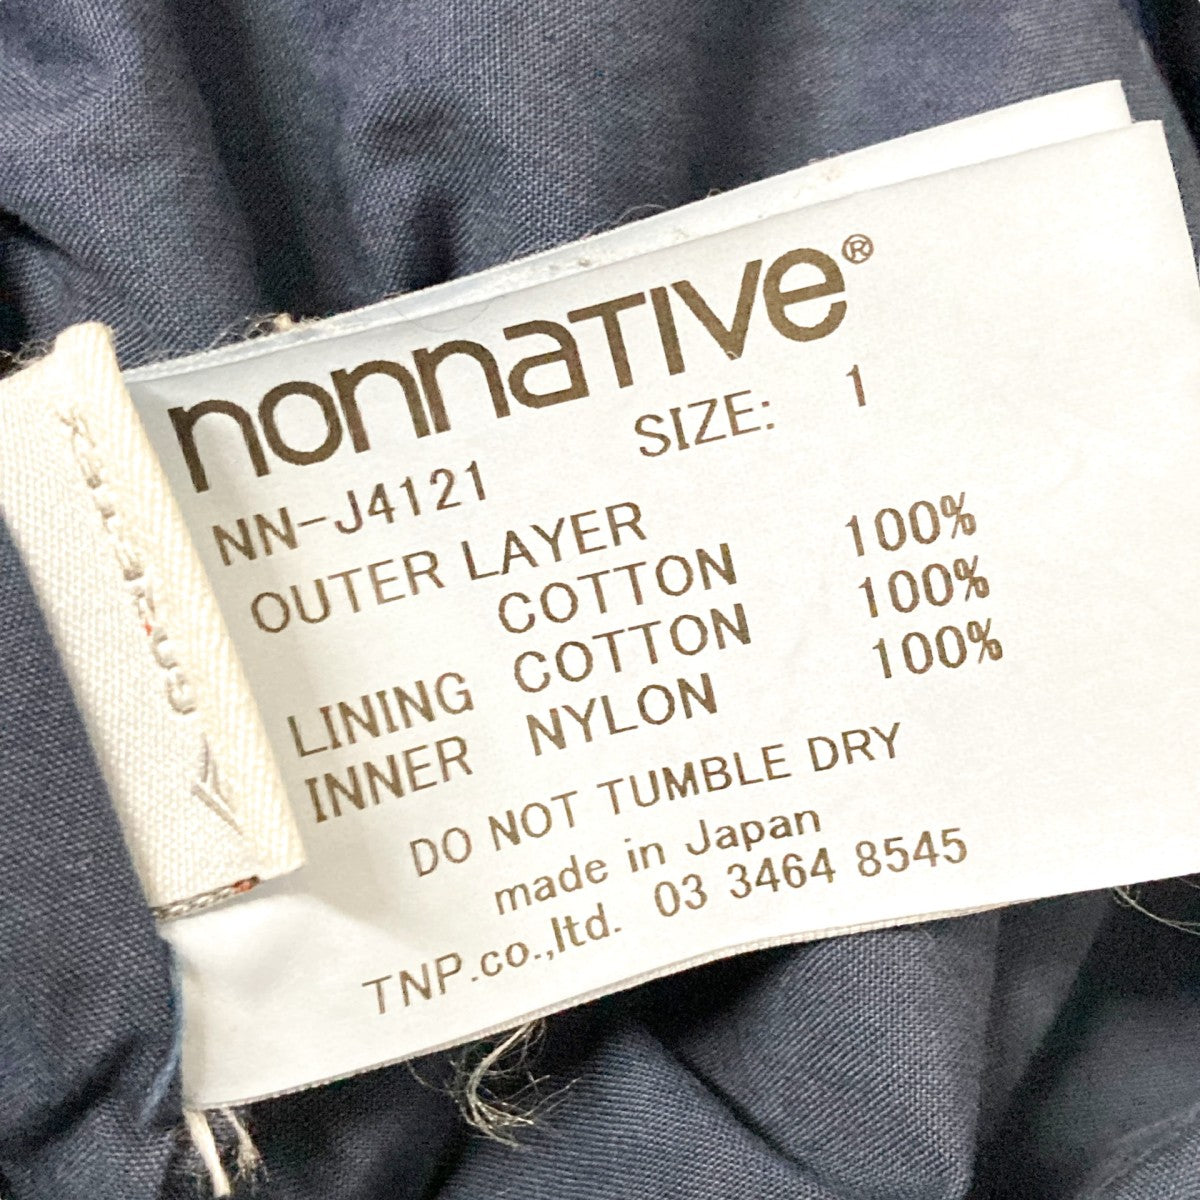 nonnative®
SIZE: 1
NN-J4121
OUTER LAYER
COTTON 100%
LINING COTTON 100%
INNER NYLON 100%
DO NOT TUMBLE DRY
made in Japan
TNP.co.,ltd. 03 3464 8545